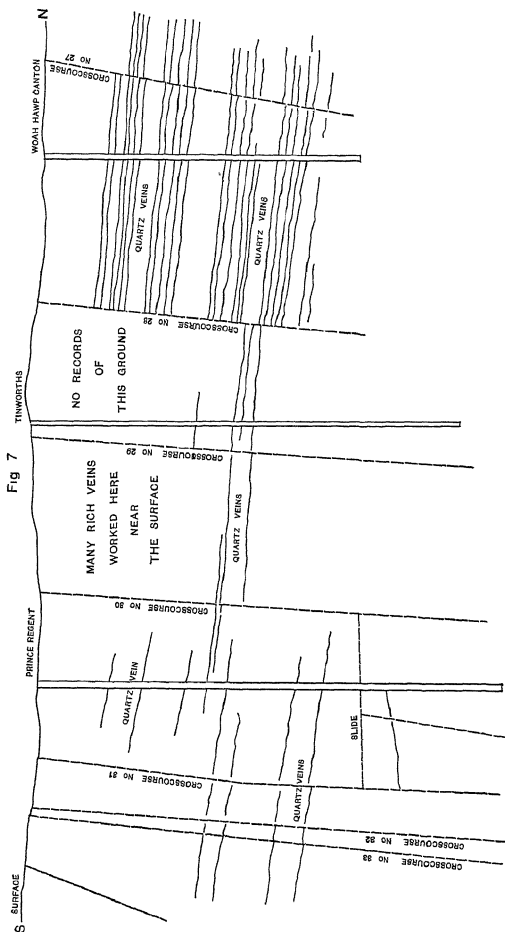 Fig 7
S
SURFACE
PRINCE REGENT
TINWORTHS
WOAH HAWP CANTON
N
CROSSCOURSE
No 33
CROSSCOURSE
No 32
CROSSCOURSE No 31
QUARTZ VEINS
QUARTZ VEIN
SLIDE
CROSSCOURSE No 30
MANY RICH VEINS
WORKED HERE
NEAR
THE SURFACE
QUARTZ VEINS
CROSSCOURSE No 29
NO RECORDS
OF
THIS GROUND
CROSSCOURSE No 28
QUARTZ VEINS
QUARTZ VEINS
CROSSCOURSE
No 27